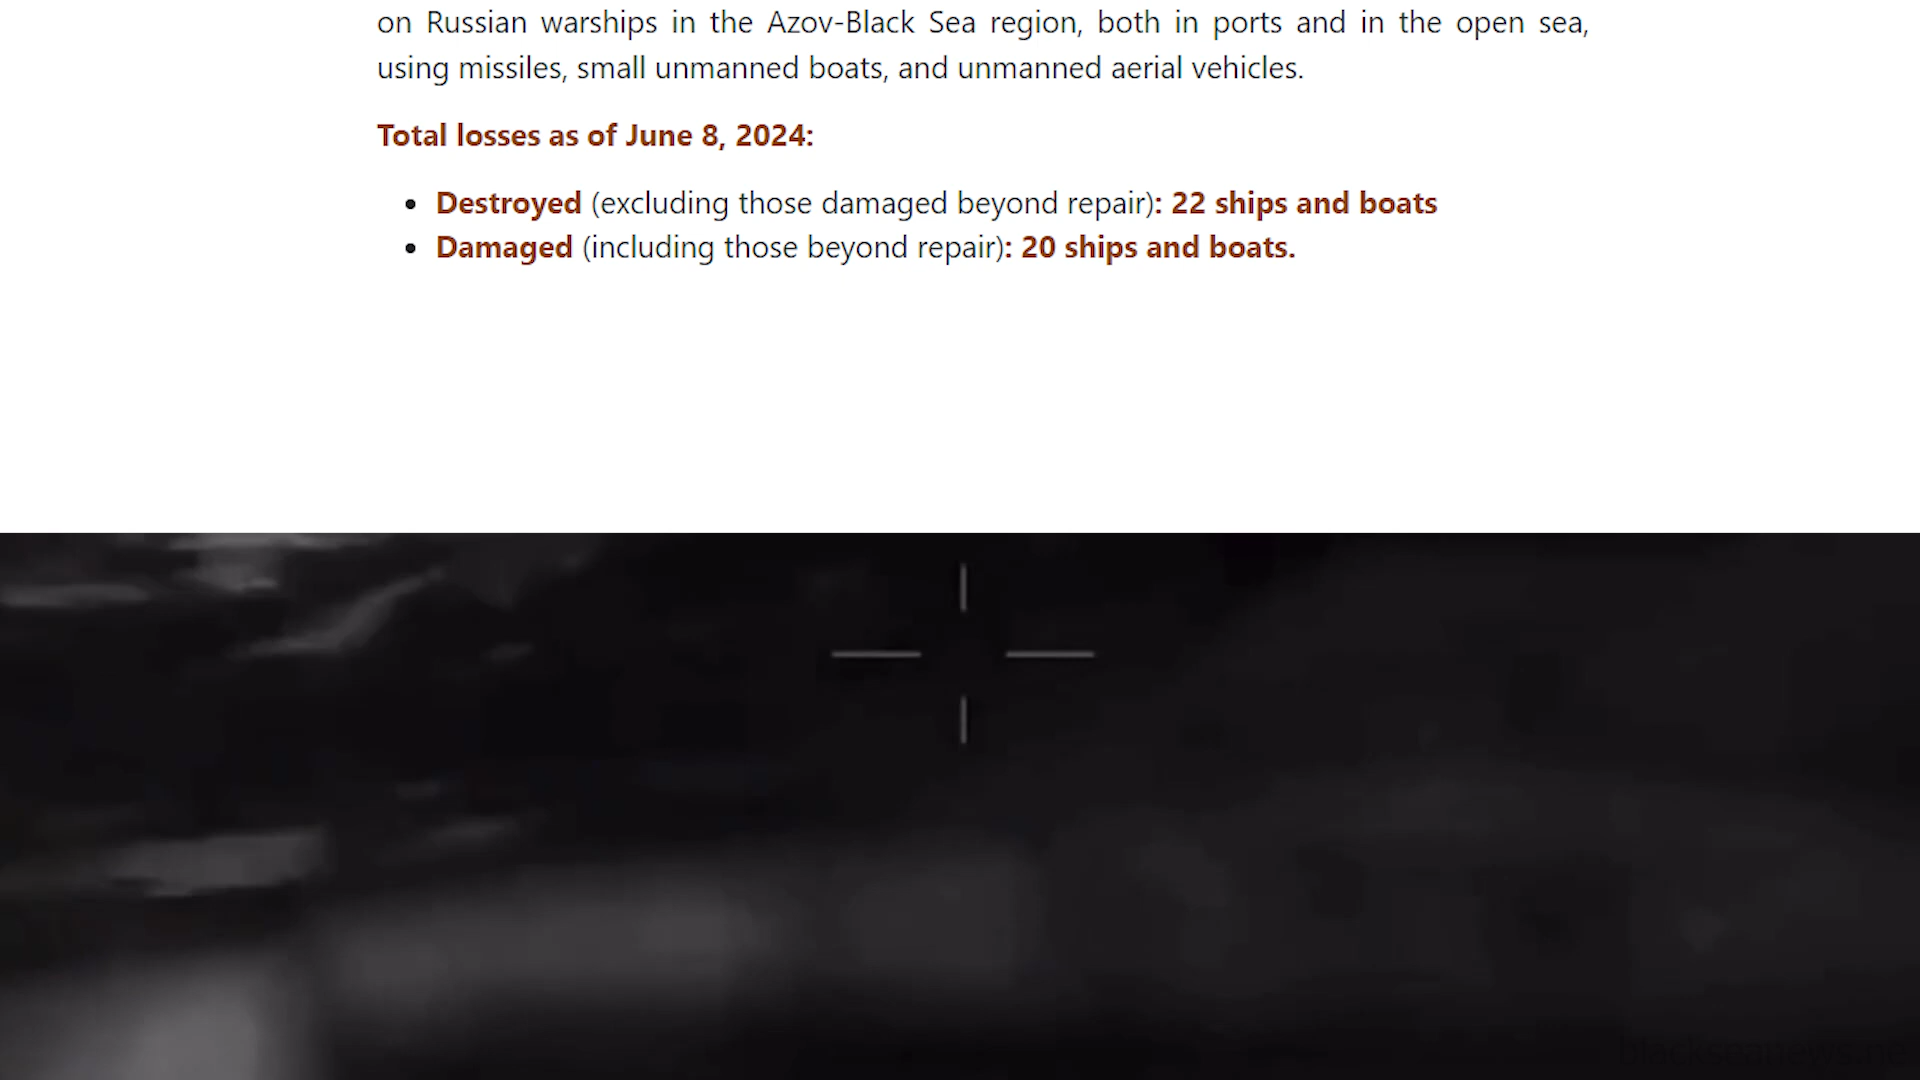 on Russian warships in the Azov-Black Sea region, both in ports and in the open sea,
using missiles, small unmanned boats, and unmanned aerial vehicles.
Total losses as of June 8, 2024:
• Destroyed (excluding those damaged beyond repair): 22 ships and boats
• Damaged (including those beyond repair): 20 ships and boats.